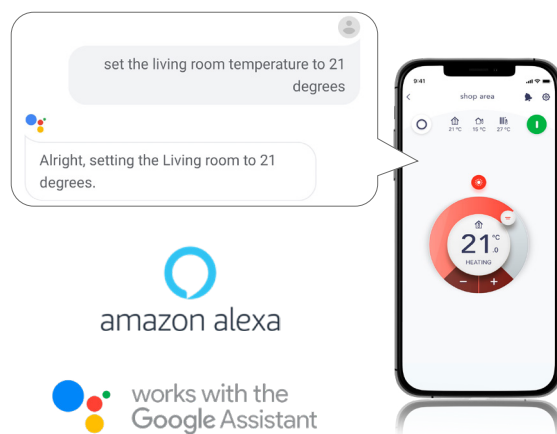 set the living room temperature to 21
degrees
Alright, setting the Living room to 21
degrees.
9:41
shop area
21 °C
15 °C
27 °C
21 °C
.0
HEATING
amazon alexa
works with the
Google Assistant